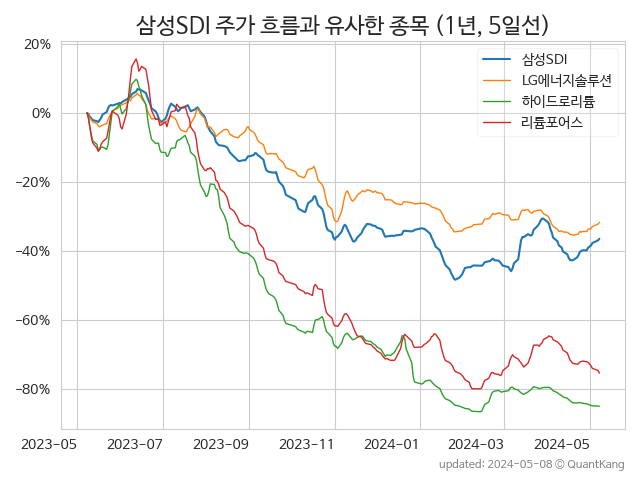 삼성SDI 주가 흐름과 유사한 종목 (1년, 5일선)
삼성SDI
LG에너지솔루션
하이드로리튬
리튬포어스
20%
0%
−20%
−40%
−60%
−80%
2023−05
2023−07
2023−09
2023−11
2024−01
2024−03
2024−05
updated: 2024-05-08 © QuantKang